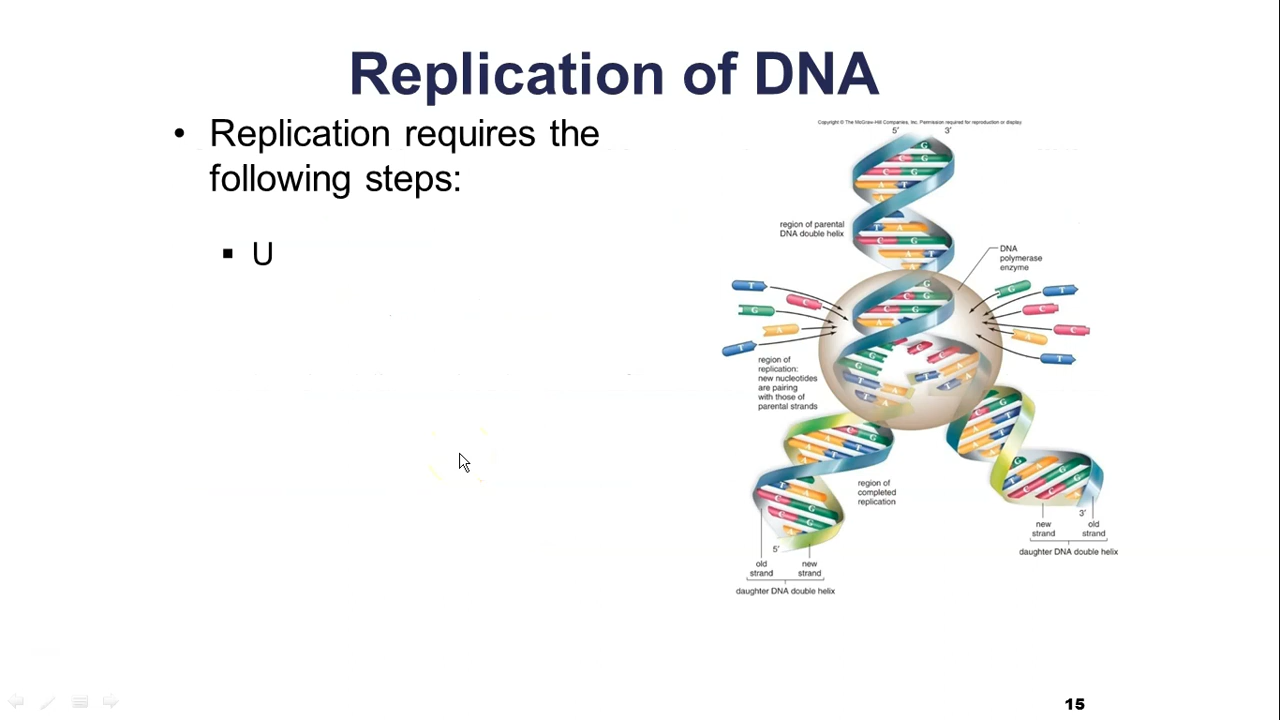 Replication of DNA
• Replication requires the
following steps:
▪ U
Copyright © The McGraw-Hill Companies, Inc. Permission required for reproduction or display
5' 3'
G
C G
C G
A T
region of parental
DNA double helix
T A
C G
A T
A
DNA
polymerase
enzyme
T
C
G
A
T
G
T
C
C
A
T
G
C G
C G
A T
region of
replication:
new nucleotides
are pairing
with those of
parental strands
G
T A
T A
C C
T A
T A
C G
A T
G
A T
C G
A T
A T
region of
completed
replication
T A
C G
C G
G A
T C
C A
3'
new
strand
old
strand
daughter DNA double helix
5'
old
strand
new
strand
daughter DNA double helix
15